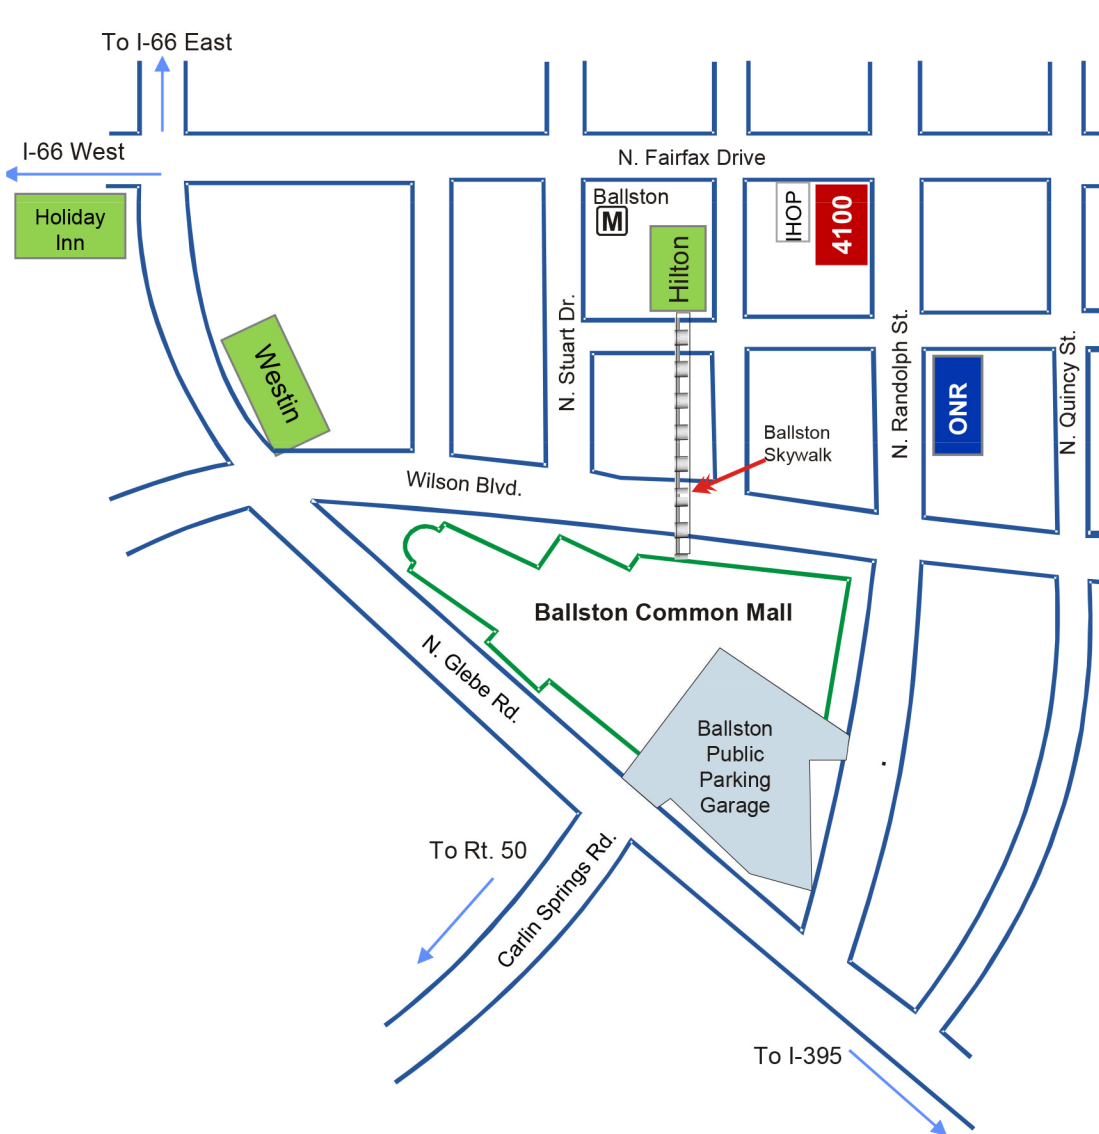 To I-66 East
I-66 West
N. Fairfax Drive
Holiday
Inn
Ballston
M
Hilton
IHOP
4100
Westin
N. Stuart Dr.
N. Randolph St.
ONR
N. Quincy St.
Ballston
Skywalk
Wilson Blvd.
Ballston Common Mall
N. Glebe Rd.
Ballston
Public
Parking
Garage
To Rt. 50
Carlin Springs Rd.
To I-395